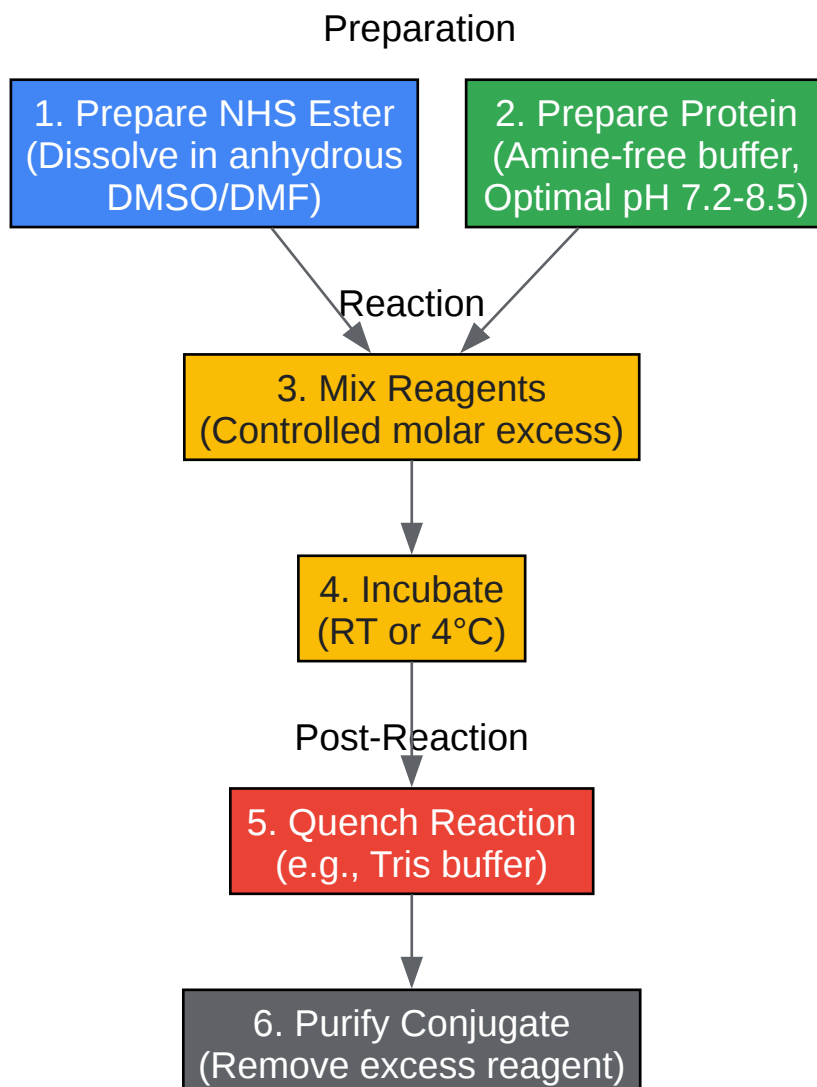 Preparation
1. Prepare NHS Ester
(Dissolve in anhydrous
DMSO/DMF)
2. Prepare Protein
(Amine-free buffer,
Optimal pH 7.2-8.5)
Reaction
3. Mix Reagents
(Controlled molar excess)
4. Incubate
(RT or 4°C)
Post-Reaction
5. Quench Reaction
(e.g., Tris buffer)
6. Purify Conjugate
(Remove excess reagent)